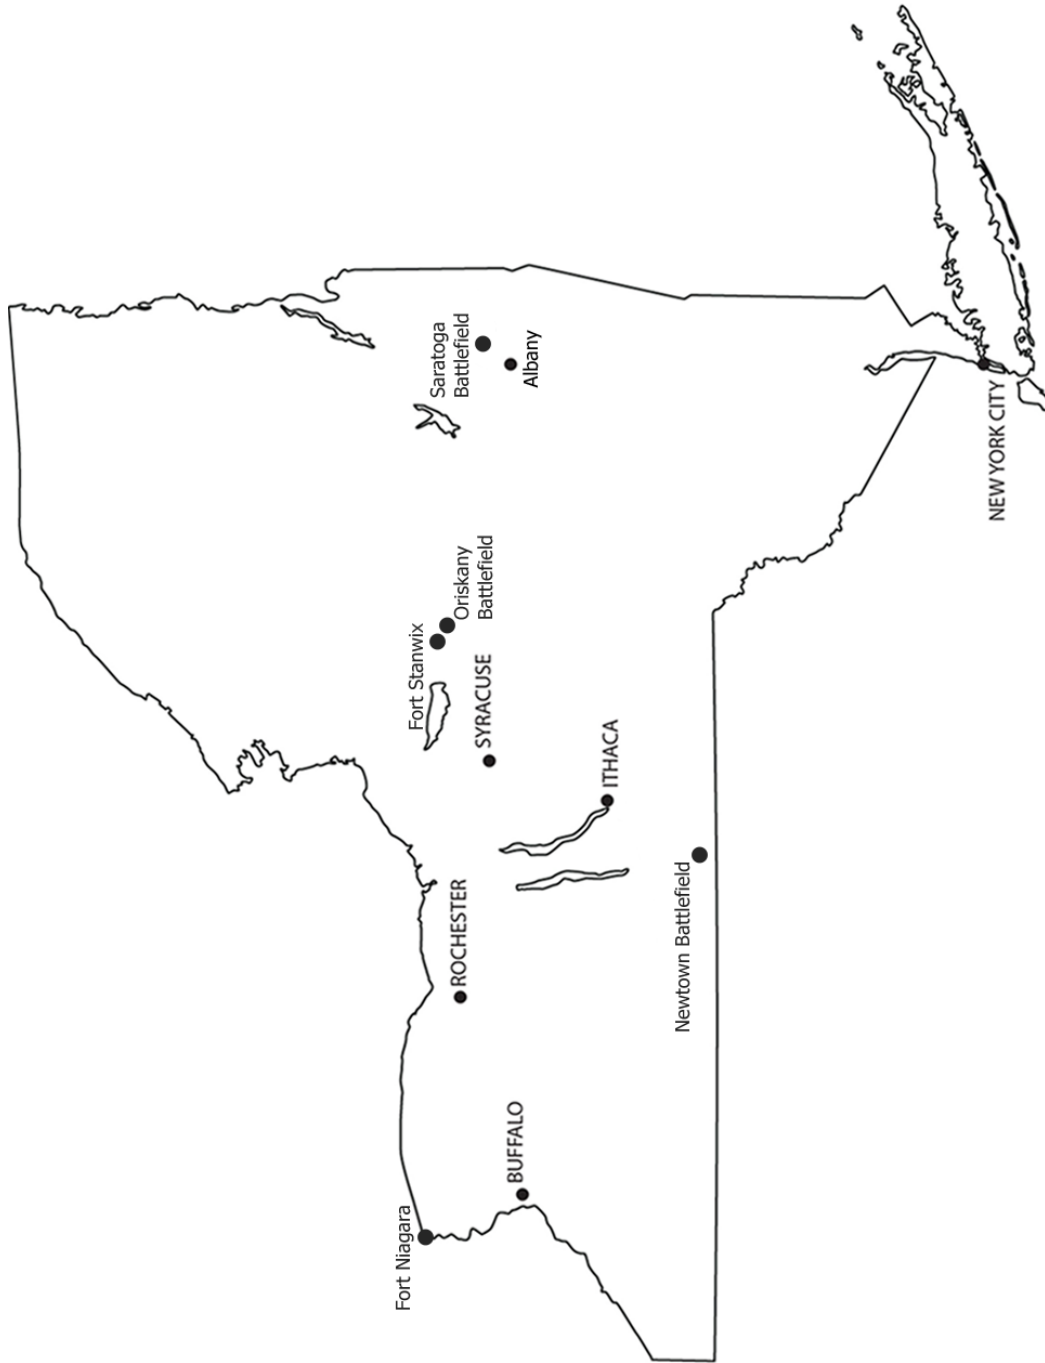 Saratoga
Battlefield
Albany
Fort Stanwix
Oriskany
Battlefield
SYRACUSE
ITHACA
ROCHESTER
Newtown Battlefield
BUFFALO
Fort Niagara
NEW YORK CITY